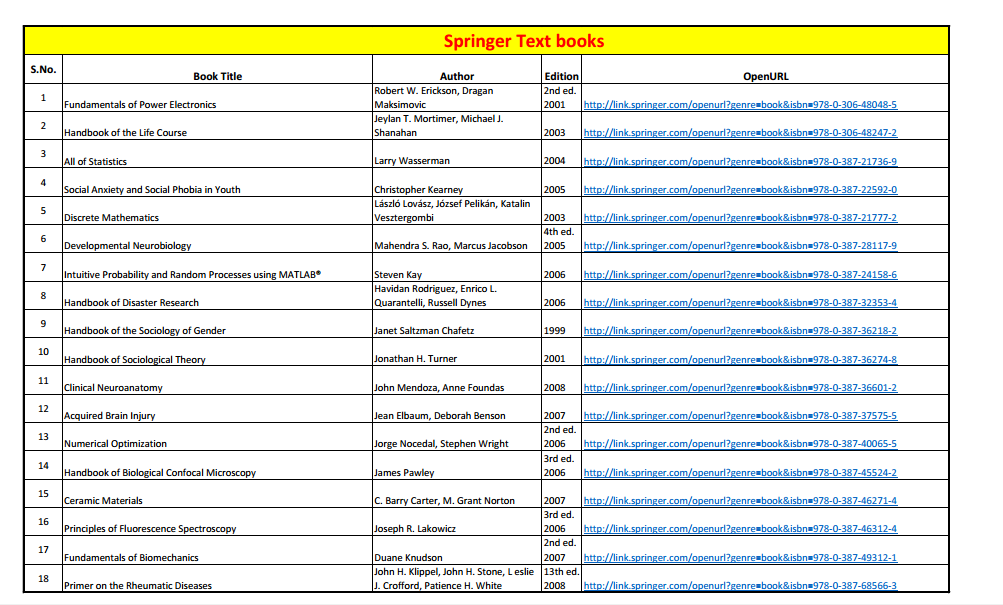 Springer Text books
S.No. Book Title Author Edition OpenURL
1 Fundamentals of Power Electronics Robert W. Erickson, Dragan Maksimovic 2nd ed. 2001 http://link.springer.com/openurl?genre=book&isbn=978-0-306-48048-5
2 Handbook of the Life Course Jeylan T. Mortimer, Michael J. Shanahan 2003 http://link.springer.com/openurl?genre=book&isbn=978-0-306-48247-2
3 All of Statistics Larry Wasserman 2004 http://link.springer.com/openurl?genre=book&isbn=978-0-387-21736-9
4 Social Anxiety and Social Phobia in Youth Christopher Kearney 2005 http://link.springer.com/openurl?genre=book&isbn=978-0-387-22592-0
5 Discrete Mathematics László Lovász, József Pelikán, Katalin Vesztergombi 2003 http://link.springer.com/openurl?genre=book&isbn=978-0-387-21777-2
6 Developmental Neurobiology Mahendra S. Rao, Marcus Jacobson 4th ed. 2005 http://link.springer.com/openurl?genre=book&isbn=978-0-387-28117-9
7 Intuitive Probability and Random Processes using MATLAB® Steven Kay 2006 http://link.springer.com/openurl?genre=book&isbn=978-0-387-24158-6
8 Handbook of Disaster Research Havidan Rodriguez, Enrico L. Quarantelli, Russell Dynes 2006 http://link.springer.com/openurl?genre=book&isbn=978-0-387-32353-4
9 Handbook of the Sociology of Gender Janet Saltzman Chafetz 1999 http://link.springer.com/openurl?genre=book&isbn=978-0-387-36218-2
10 Handbook of Sociological Theory Jonathan H. Turner 2001 http://link.springer.com/openurl?genre=book&isbn=978-0-387-36274-8
11 Clinical Neuroanatomy John Mendoza, Anne Foundas 2008 http://link.springer.com/openurl?genre=book&isbn=978-0-387-36601-2
12 Acquired Brain Injury Jean Elbaum, Deborah Benson 2007 http://link.springer.com/openurl?genre=book&isbn=978-0-387-37575-5
13 Numerical Optimization Jorge Nocedal, Stephen Wright 2nd ed. 2006 http://link.springer.com/openurl?genre=book&isbn=978-0-387-40065-5
14 Handbook of Biological Confocal Microscopy James Pawley 3rd ed. 2006 http://link.springer.com/openurl?genre=book&isbn=978-0-387-45524-2
15 Ceramic Materials C. Barry Carter, M. Grant Norton 2007 http://link.springer.com/openurl?genre=book&isbn=978-0-387-46271-4
16 Principles of Fluorescence Spectroscopy Joseph R. Lakowicz 3rd ed. 2006 http://link.springer.com/openurl?genre=book&isbn=978-0-387-46312-4
17 Fundamentals of Biomechanics Duane Knudson 2nd ed. 2007 http://link.springer.com/openurl?genre=book&isbn=978-0-387-49312-1
18 Primer on the Rheumatic Diseases John H. Klippel, John H. Stone, L eslie J. Crofford, Patience H. White 13th ed. 2008 http://link.springer.com/openurl?genre=book&isbn=978-0-387-68566-3